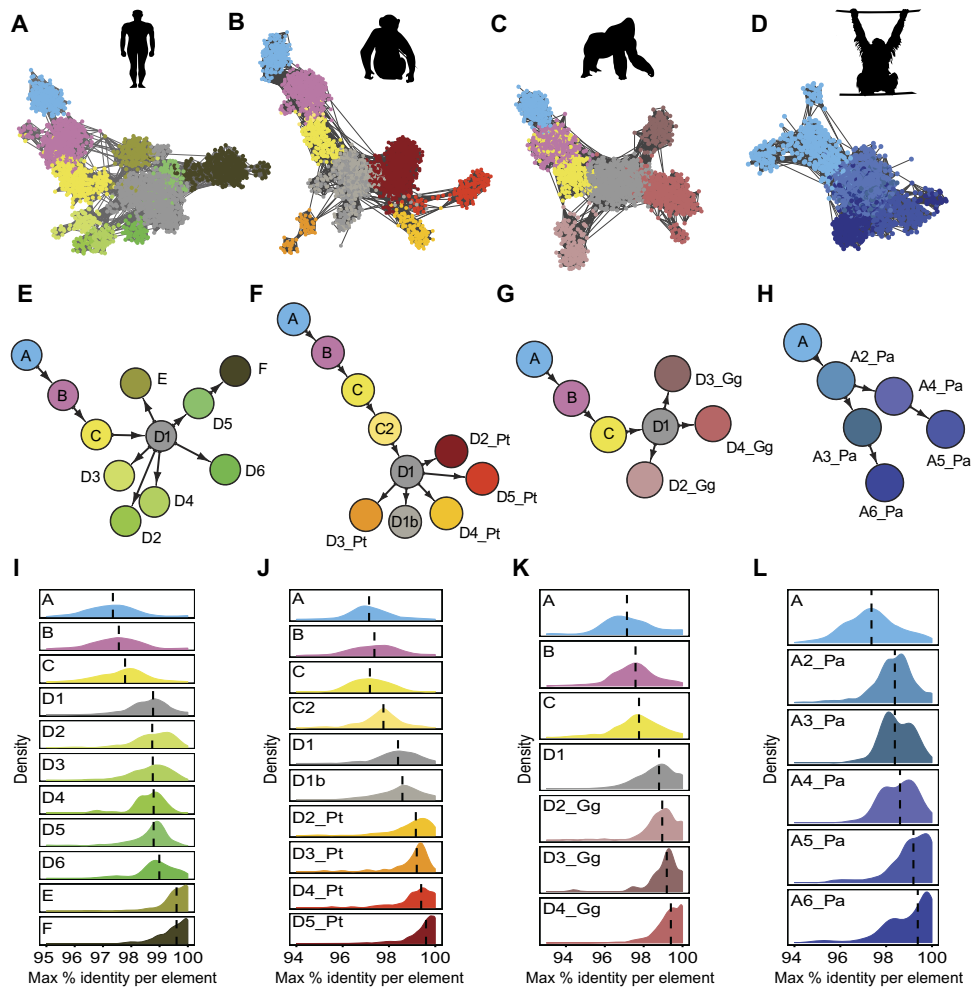 A
B
C
D
E
F
G
H
A
B
C
D1
E
D5
F
D3
D4
D2
D6
A
B
C
C2
D1
D2_Pt
D5_Pt
D3_Pt
D1b
D4_Pt
A
B
C
D1
D3_Gg
D4_Gg
D2_Gg
A
A2_Pa
A4_Pa
A3_Pa
A5_Pa
A6_Pa
I
J
K
L
Density
A
B
C
D1
D2
D3
D4
D5
D6
E
F
95 96 97 98 99 100
Max % identity per element
Density
A
B
C
C2
D1
D1b
D2_Pt
D3_Pt
D4_Pt
D5_Pt
94 96 98 100
Max % identity per element
Density
A
B
C
D1
D2_Gg
D3_Gg
D4_Gg
94 96 98 100
Max % identity per element
Density
A
A2_Pa
A3_Pa
A4_Pa
A5_Pa
A6_Pa
94 96 98 100
Max % identity per element